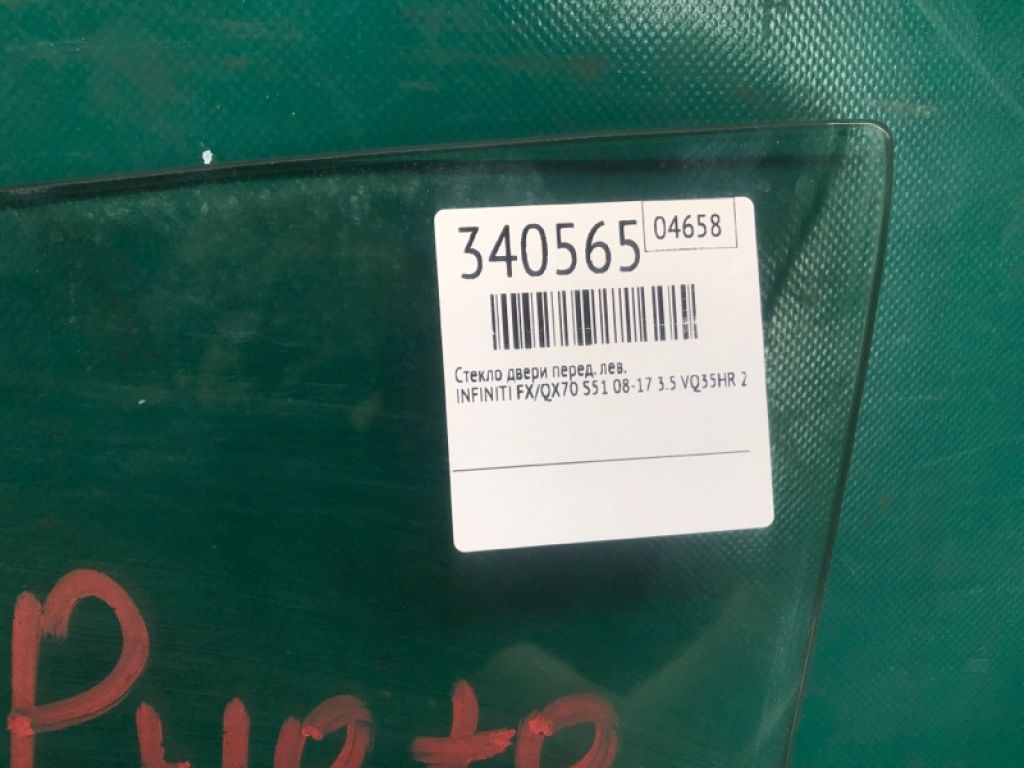 340565
04658
Стекло двери перед. лев.
INFINITI FX/QX70 S51 08-17 3.5 VQ35HR 2